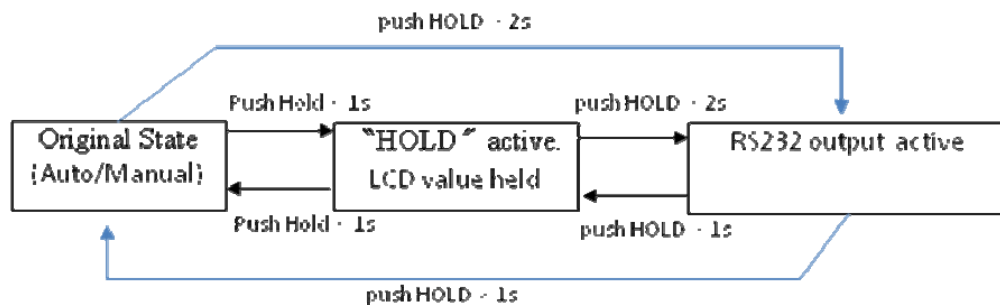 push HOLD - 2s
Push Hold - 1s
push HOLD - 2s
Original State
(Auto/Manual)
"HOLD" active.
LCD value held
RS232 output active
Push Hold - 1s
push HOLD - 1s
push HOLD - 1s